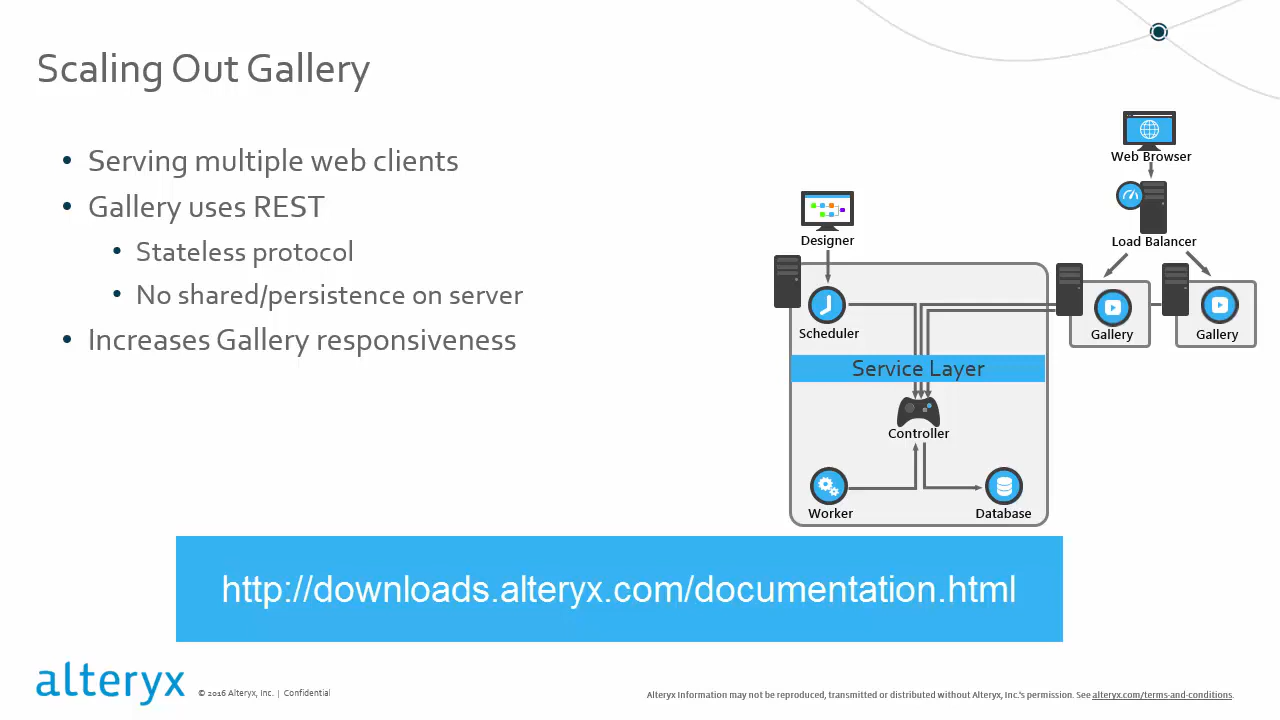 Scaling Out Gallery
• Serving multiple web clients
• Gallery uses REST
• Stateless protocol
• No shared/persistence on server
• Increases Gallery responsiveness
Web Browser
Load Balancer
Designer
Scheduler
Gallery
Gallery
Service Layer
Controller
Worker
Database
http://downloads.alteryx.com/documentation.html
alteryx
© 2016 Alteryx, Inc. | Confidential
Alteryx Information may not be reproduced, transmitted or distributed without Alteryx, Inc.'s permission. See alteryx.com/terms-and-conditions.